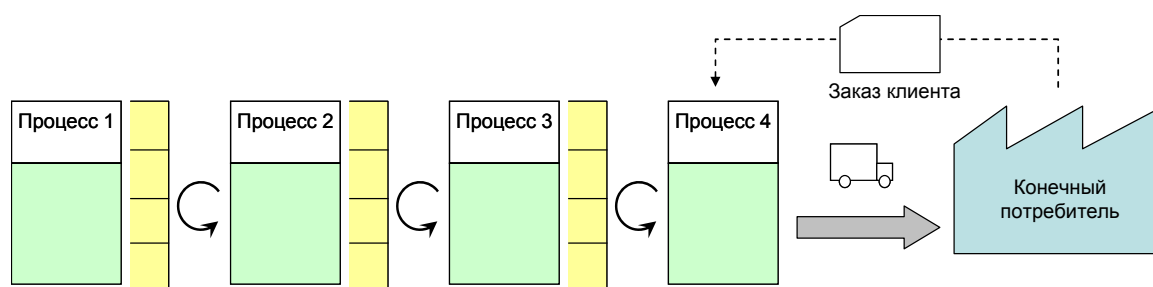 Заказ клиента
Процесс 1
Процесс 2
Процесс 3
Процесс 4
Конечный
потребитель